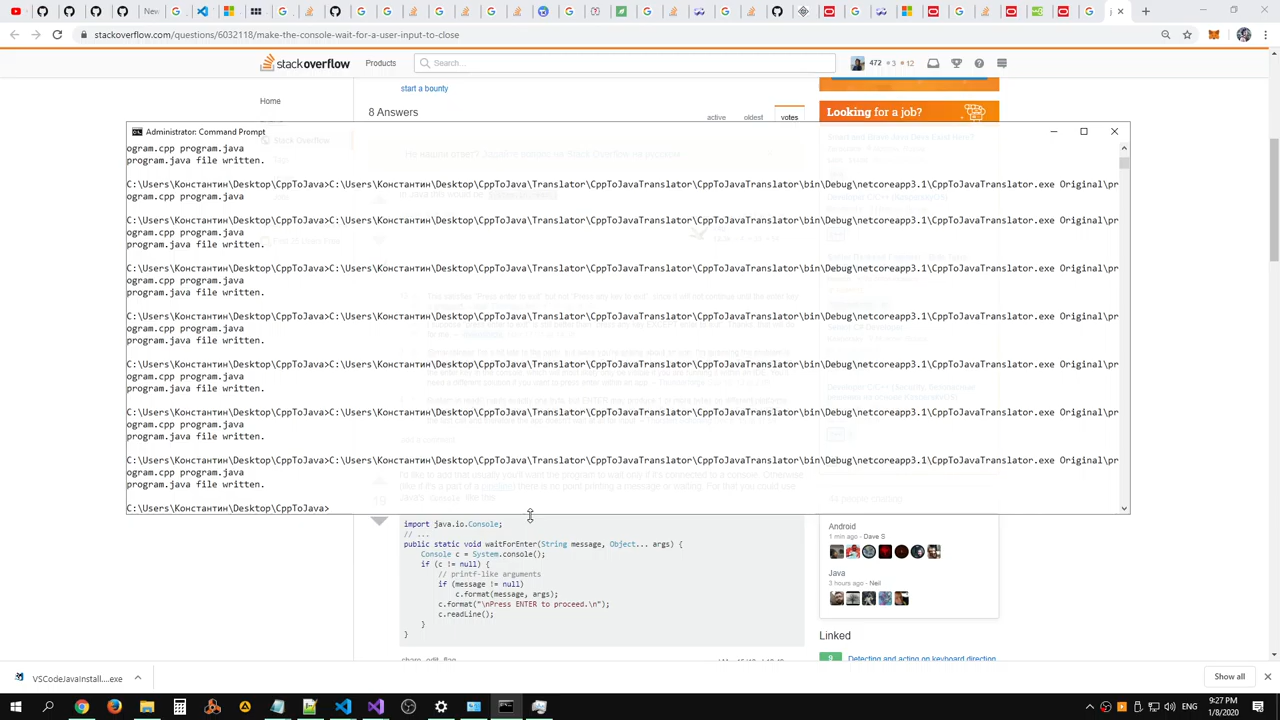 stackoverflow.com/questions/6032118/make-the-console-wait-for-a-user-input-to-close
stackoverflow
Products
Search...
472
3
12
start a bounty
Home
8 Answers
active
oldest
votes
Looking for a job?
Administrator: Command Prompt
ogram.cpp program.java
program.java file written.
C:\Users\Константин\Desktop\CppToJava>C:\Users\Константин\Desktop\CppToJava\Translator\CppToJavaTranslator\CppToJavaTranslator\bin\Debug\netcoreapp3.1\CppToJavaTranslator.exe Original\pr
ogram.cpp program.java
C:\Users\Константин\Desktop\CppToJava>C:\Users\Константин\Desktop\CppToJava\Translator\CppToJavaTranslator\CppToJavaTranslator\bin\Debug\netcoreapp3.1\CppToJavaTranslator.exe Original\pr
ogram.cpp program.java
program.java file written.
C:\Users\Константин\Desktop\CppToJava>C:\Users\Константин\Desktop\CppToJava\Translator\CppToJavaTranslator\CppToJavaTranslator\bin\Debug\netcoreapp3.1\CppToJavaTranslator.exe Original\pr
ogram.cpp program.java
program.java file written.
C:\Users\Константин\Desktop\CppToJava>C:\Users\Константин\Desktop\CppToJava\Translator\CppToJavaTranslator\CppToJavaTranslator\bin\Debug\netcoreapp3.1\CppToJavaTranslator.exe Original\pr
ogram.cpp program.java
program.java file written.
C:\Users\Константин\Desktop\CppToJava>C:\Users\Константин\Desktop\CppToJava\Translator\CppToJavaTranslator\CppToJavaTranslator\bin\Debug\netcoreapp3.1\CppToJavaTranslator.exe Original\pr
ogram.cpp program.java
program.java file written.
C:\Users\Константин\Desktop\CppToJava>C:\Users\Константин\Desktop\CppToJava\Translator\CppToJavaTranslator\CppToJavaTranslator\bin\Debug\netcoreapp3.1\CppToJavaTranslator.exe Original\pr
ogram.cpp program.java
program.java file written.
C:\Users\Константин\Desktop\CppToJava>C:\Users\Константин\Desktop\CppToJava\Translator\CppToJavaTranslator\CppToJavaTranslator\bin\Debug\netcoreapp3.1\CppToJavaTranslator.exe Original\pr
ogram.cpp program.java
program.java file written.
C:\Users\Константин\Desktop\CppToJava>
import java.io.Console;
// ...
public static void waitForEnter(String message, Object... args) {
Console c = System.console();
if (c != null) {
// printf-like arguments
if (message != null)
c.format(message, args);
c.format("\nPress ENTER to proceed.\n");
c.readLine();
}
}
Android
1 min ago - Dave S
Java
3 hours ago - Neil
Linked
9
Detecting and acting on keyboard direction
VSCodeJavaInstall....exe
Show all
ENG
9:27 PM
1/8/2020